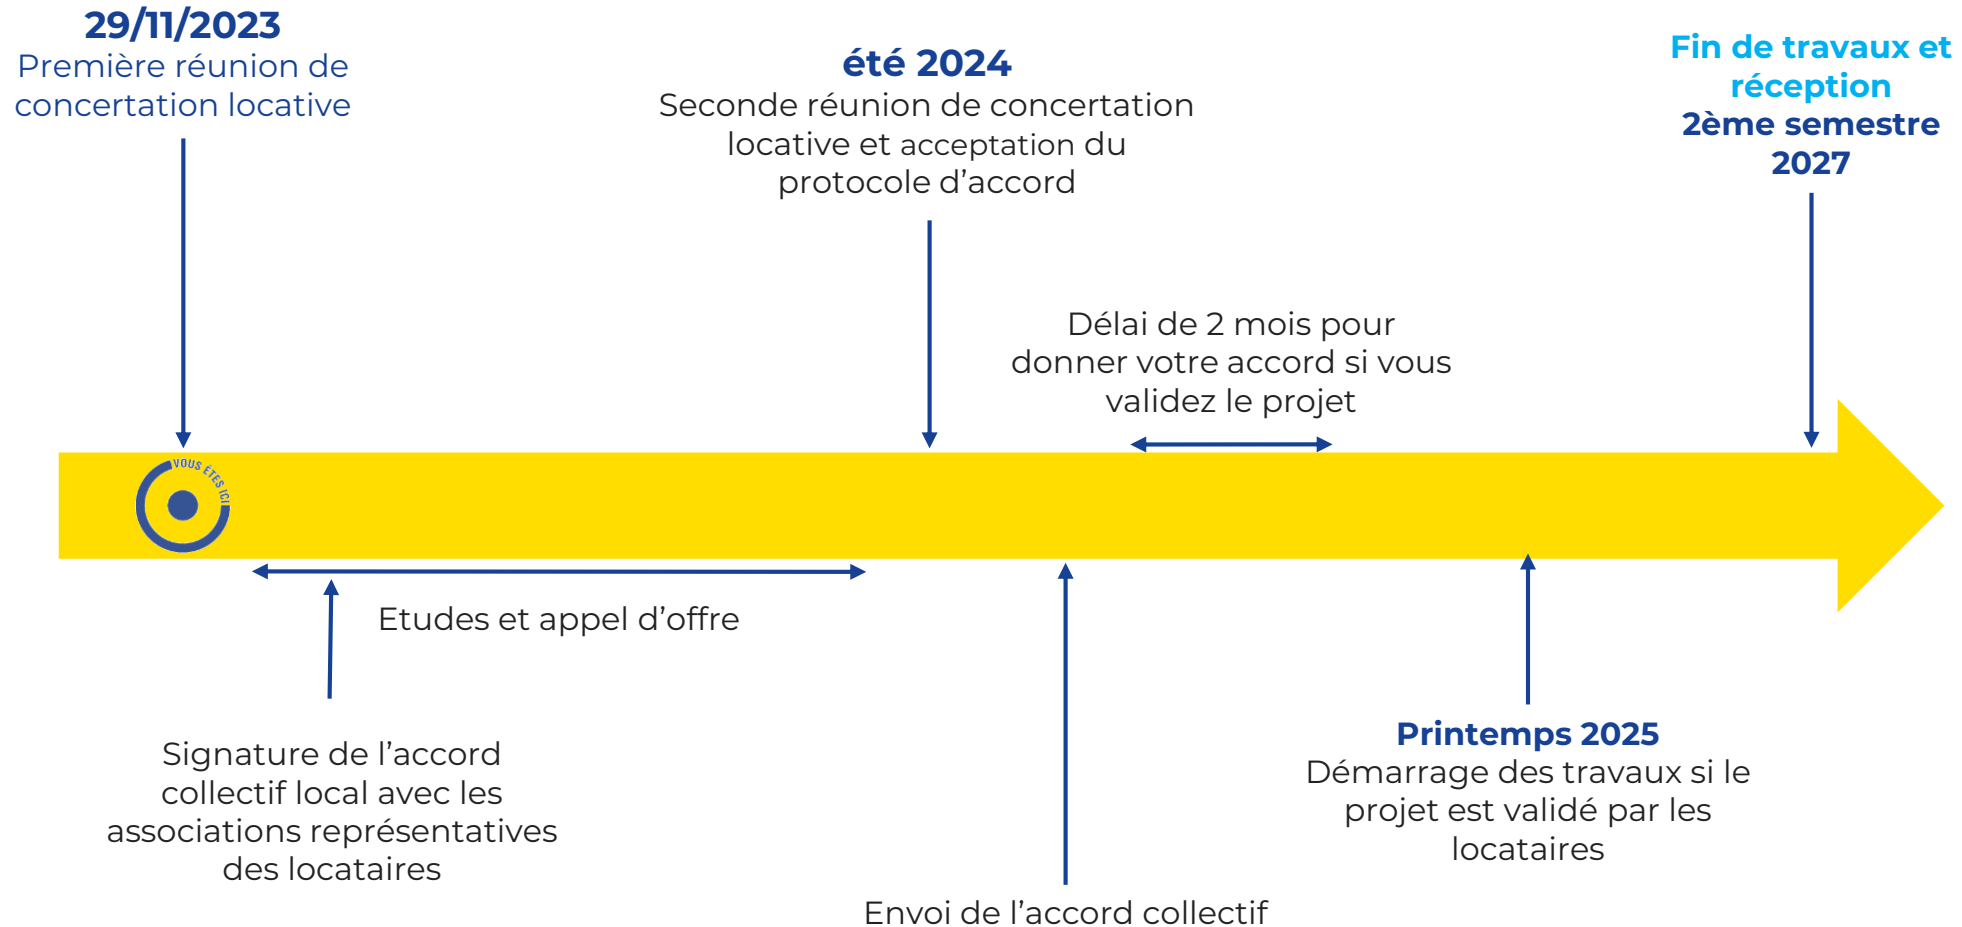 29/11/2023
Première réunion de
concertation locative
été 2024
Seconde réunion de concertation
locative et acceptation du
protocole d’accord
Fin de travaux et
réception
2ème semestre
2027
Délai de 2 mois pour
donner votre accord si vous
validez le projet
VOUS ÊTES ICI
Etudes et appel d’offre
Signature de l’accord
collectif local avec les
associations représentatives
des locataires
Printemps 2025
Démarrage des travaux si le
projet est validé par les
locataires
Envoi de l’accord collectif